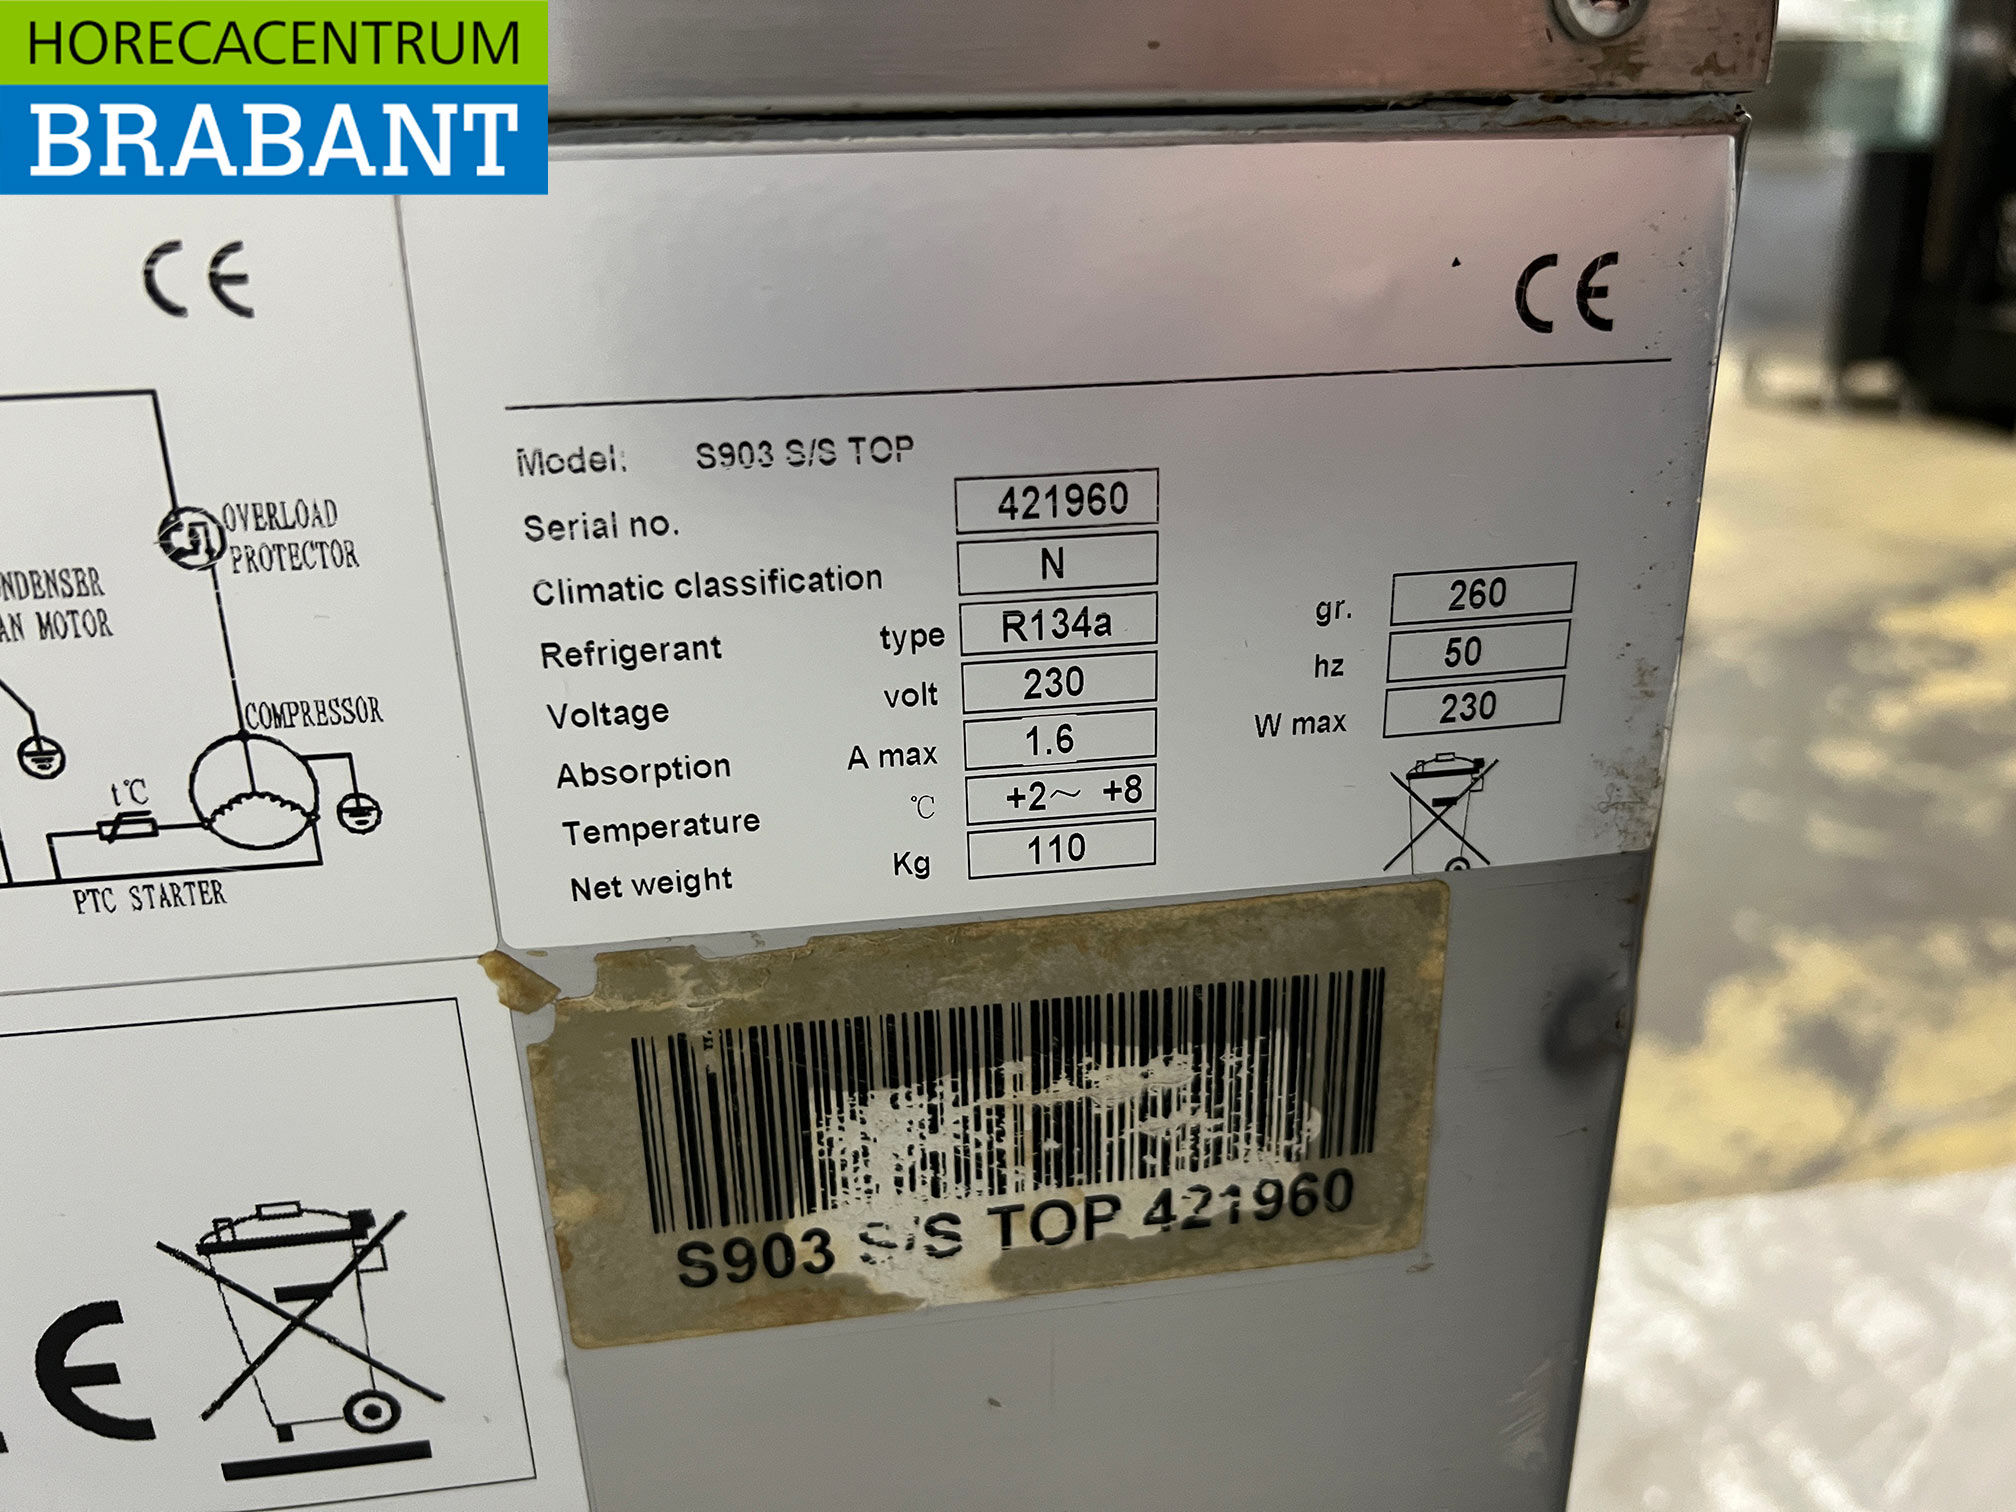 HORECACENTRUM
BRABANT
CE
OVERLOAD
PROTECTOR
MOTOR
COMPRESSOR
t℃
PTC STARTER
CE
Model: S903 S/S TOP
Serial no. 421960
Climatic classification N
Refrigerant type R134a gr. 260
Voltage volt 230 hz 50
Absorption A max 1.6 W max 230
Temperature ℃ +2～ +8
Net weight Kg 110
S903 S/S TOP 421960
CE